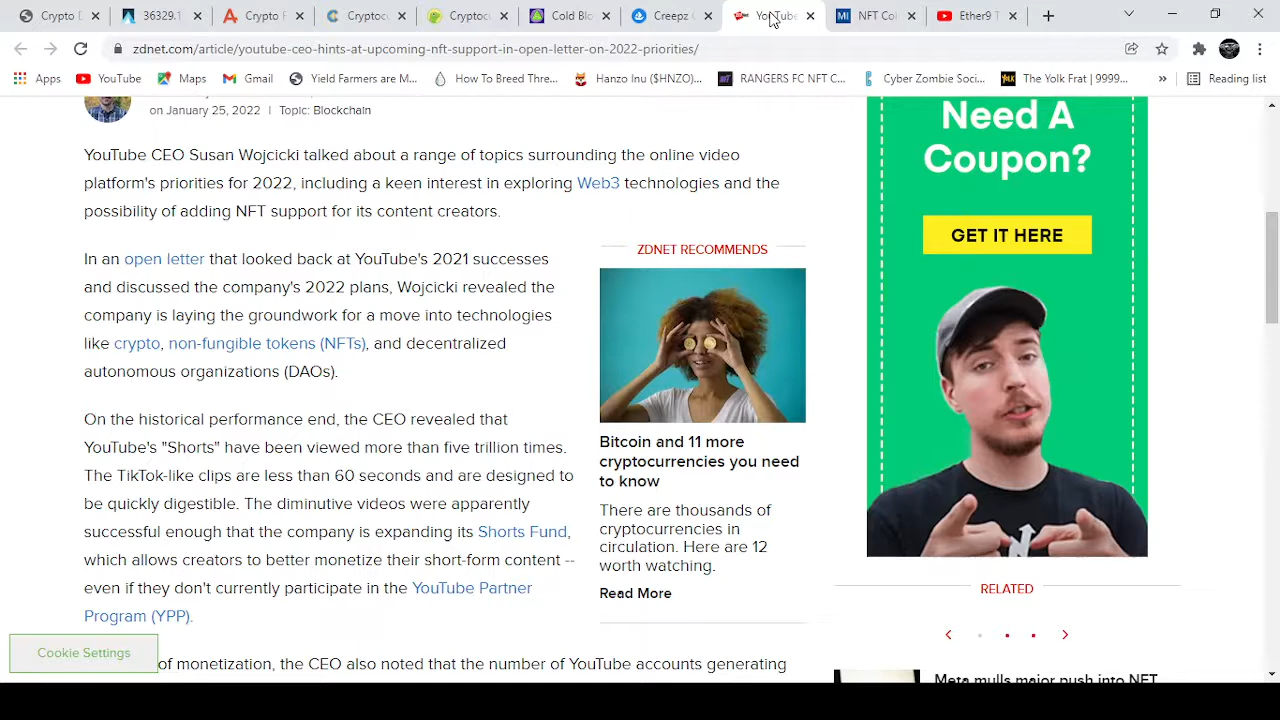 Crypto D
$329.
Crypto F
Cryptoc
Cryptoc
Cold Blo
Creepz G
YouTube
NFT Col
Ether9 T
zdnet.com/article/youtube-ceo-hints-at-upcoming-nft-support-in-open-letter-on-2022-priorities/
Apps
YouTube
Maps
Gmail
Yield Farmers are M...
How To Breed Thre...
Hanzo Inu ($HNZO)...
RANGERS FC NFT C...
Cyber Zombie Soci...
The Yolk Frat | 9999...
Reading list
on January 25, 2022 | Topic: Blockchain
YouTube CEO Susan Wojcicki talked about a range of topics surrounding the online video
platform's priorities for 2022, including a keen interest in exploring Web3 technologies and the
possibility of adding NFT support for its content creators.
In an open letter that looked back at YouTube's 2021 successes
and discussed the company's 2022 plans, Wojcicki revealed the
company is laying the groundwork for a move into technologies
like crypto, non-fungible tokens (NFTs), and decentralized
autonomous organizations (DAOs).
On the historical performance side, the CEO revealed that
YouTube's "Shorts" have been viewed more than five trillion times.
The TikTok-like clips are less than 60 seconds and are designed to
be quickly digestible. The diminutive videos were apparently
successful enough that the company is expanding its Shorts Fund,
which allows creators to better monetize their short-form content --
even if they don't currently participate in the YouTube Partner
Program (YPP).
of monetization, the CEO also noted that the number of YouTube accounts generating
Cookie Settings
ZDNET RECOMMENDS
Bitcoin and 11 more
cryptocurrencies you need
to know
There are thousands of
cryptocurrencies in
circulation. Here are 12
worth watching.
Read More
Need A
Coupon?
GET IT HERE
RELATED
Meta mulls major push into NFT